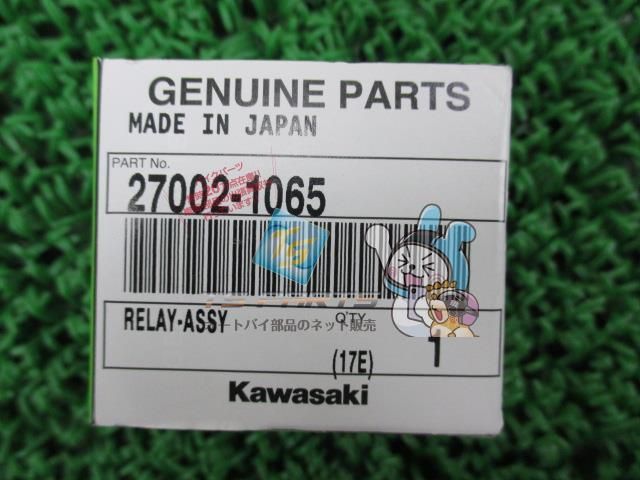 GENUINE PARTS
MADE IN JAPAN
PART No.
27002-1065
RELAY-ASSY
Q'TY
ートバイ部品のネット販売
(17E) 1
Kawasaki